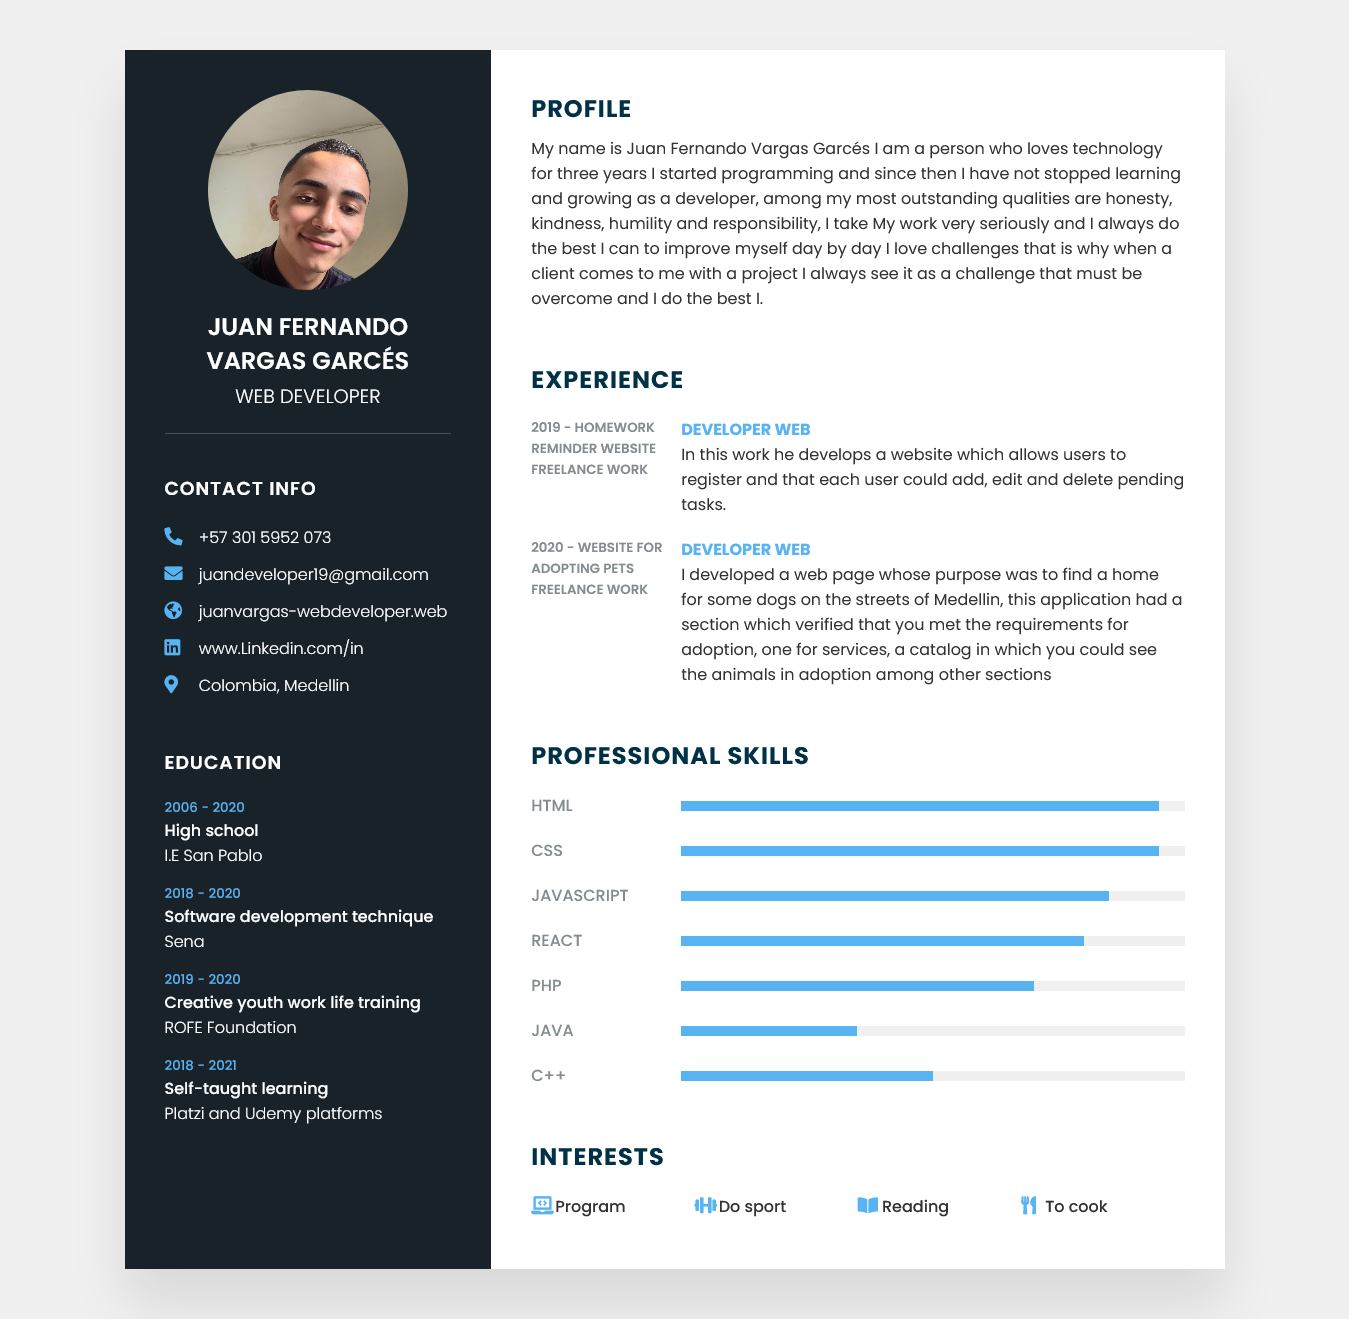 JUAN FERNANDO
VARGAS GARCÉS
WEB DEVELOPER
CONTACT INFO
+57 301 5952 073
juandeveloper19@gmail.com
juanvargas-webdeveloper.web
www.Linkedin.com/in
Colombia, Medellin
EDUCATION
2006 - 2020
High school
I.E San Pablo
2018 - 2020
Software development technique
Sena
2019 - 2020
Creative youth work life training
ROFE Foundation
2018 - 2021
Self-taught learning
Platzi and Udemy platforms
PROFILE
My name is Juan Fernando Vargas Garcés I am a person who loves technology
for three years I started programming and since then I have not stopped learning
and growing as a developer, among my most outstanding qualities are honesty,
kindness, humility and responsibility, I take My work very seriously and I always do
the best I can to improve myself day by day I love challenges that is why when a
client comes to me with a project I always see it as a challenge that must be
overcome and I do the best I.
EXPERIENCE
2019 - HOMEWORK
REMINDER WEBSITE
FREELANCE WORK
DEVELOPER WEB
In this work he develops a website which allows users to
register and that each user could add, edit and delete pending
tasks.
2020 - WEBSITE FOR
ADOPTING PETS
FREELANCE WORK
DEVELOPER WEB
I developed a web page whose purpose was to find a home
for some dogs on the streets of Medellin, this application had a
section which verified that you met the requirements for
adoption, one for services, a catalog in which you could see
the animals in adoption among other sections
PROFESSIONAL SKILLS
HTML
CSS
JAVASCRIPT
REACT
PHP
JAVA
C++
INTERESTS
Program
Do sport
Reading
To cook